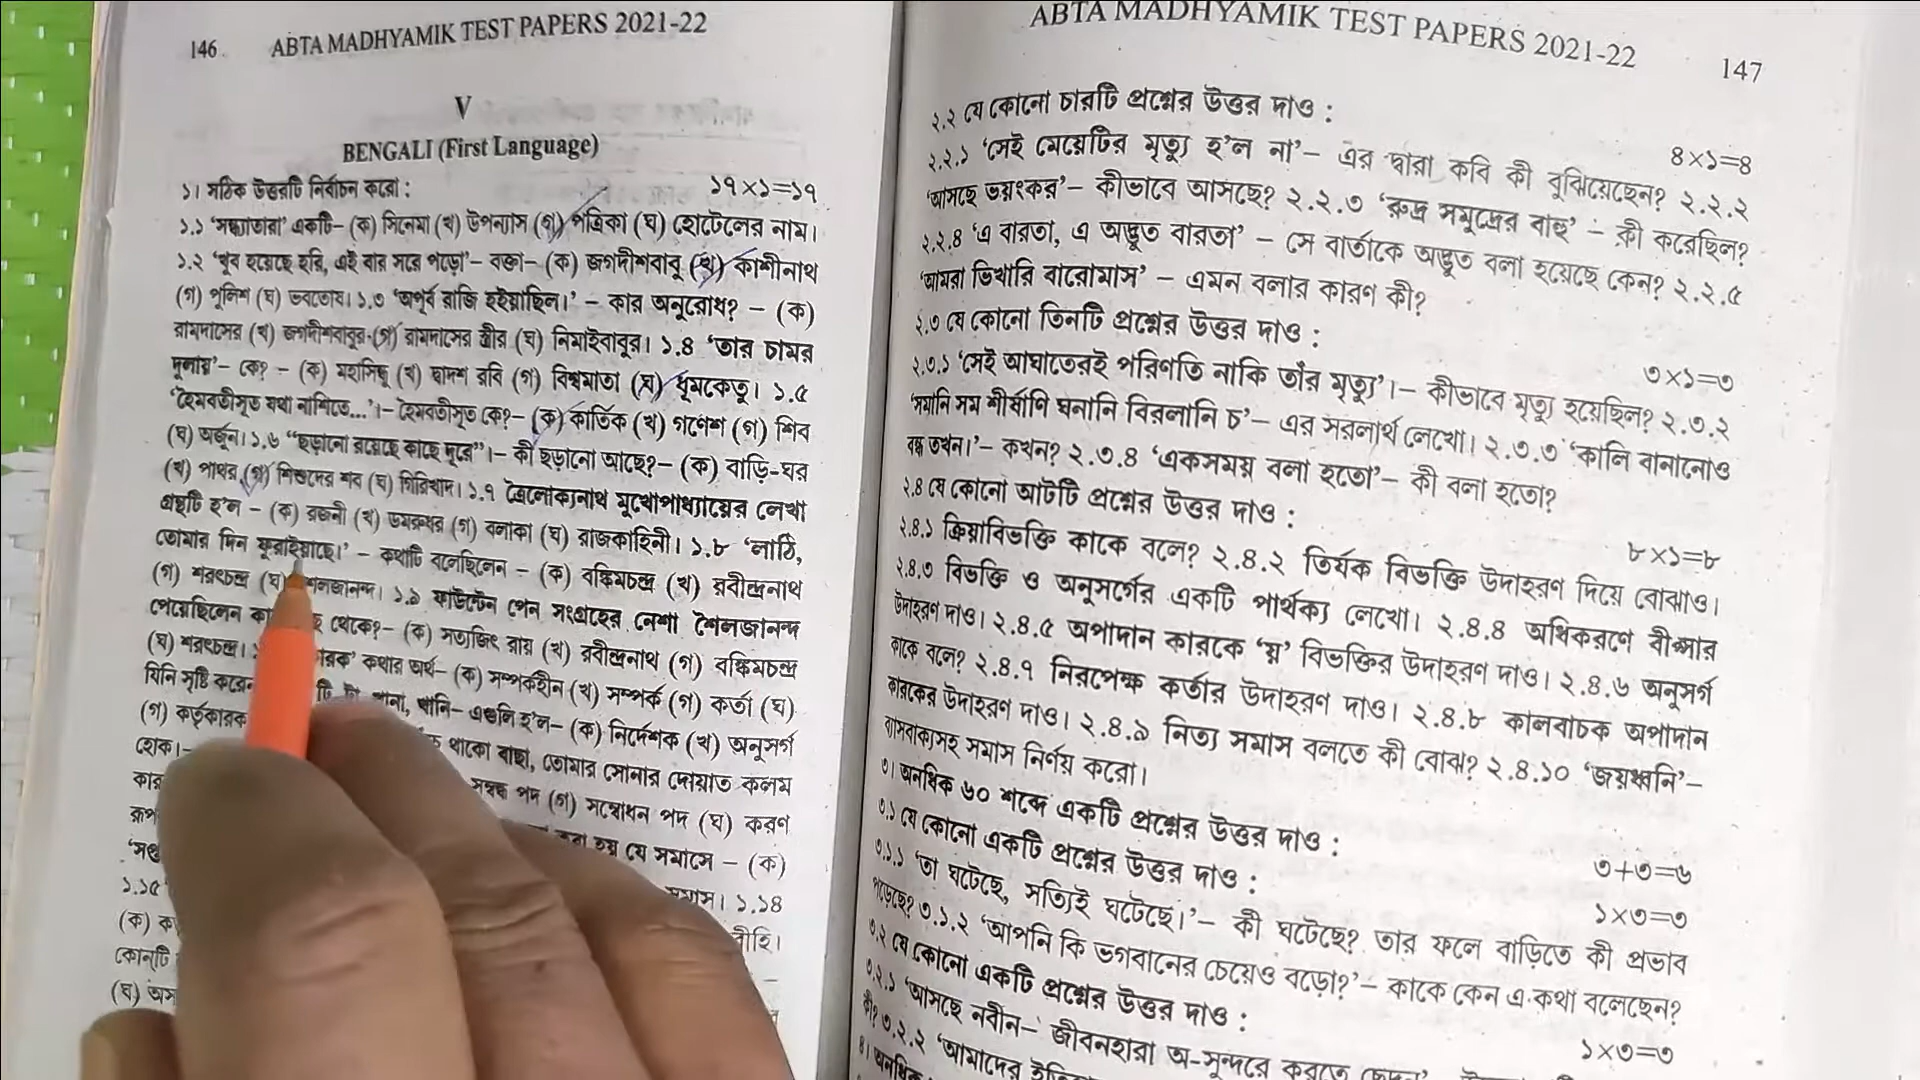 146 ABTA MADHYAMIK TEST PAPERS 2021-22
V
BENGALI (First Language)
১। সঠিক উত্তরটি নির্বাচন করো : ১৭×১=১৭
১.১ ‘সন্ধ্যাতারা’ একটি– (ক) সিনেমা (খ) উপন্যাস (গ) পত্রিকা (ঘ) হোটেলের নাম।
১.২ ‘খুব হয়েছে হরি, এই বার সরে পড়ো’– বক্তা– (ক) জগদীশবাবু (খ) কাশীনাথ
(গ) পুলিশ (ঘ) ভবতোষ। ১.৩ ‘অপূর্ব রাজি হইয়াছিল।’ – কার অনুরোধ? – (ক)
রামদাসের (খ) জগদীশবাবুর (গ) রামদাসের স্ত্রীর (ঘ) নিমাইবাবুর। ১.৪ ‘তার চামর
দুলায়’– কে? – (ক) মহাসিন্ধু (খ) দ্বাদশ রবি (গ) বিশ্বমাতা (ঘ) ধূমকেতু। ১.৫
‘হৈমবতীসূত যথা নাশিতে...’।– হৈমবতীসূত কে?– (ক) কার্তিক (খ) গণেশ (গ) শিব
(ঘ) অর্জুন। ১.৬ “ছড়ানো রয়েছে কাছে দূরে”।– কী ছড়ানো আছে?– (ক) বাড়ি-ঘর
(খ) পাথর (গ) শিশুদের শব (ঘ) গিরিখাদ। ১.৭ ত্রৈলোক্যনাথ মুখোপাধ্যায়ের লেখা
গ্রন্থটি হ’ল – (ক) রজনী (খ) ডমরুধর (গ) বলাকা (ঘ) রাজকাহিনী। ১.৮ ‘লাঠি,
তোমার দিন ফুরাইয়াছে।’ – কথাটি বলেছিলেন – (ক) বঙ্কিমচন্দ্র (খ) রবীন্দ্রনাথ
(গ) শরৎচন্দ্র (ঘ) শৈলজানন্দ। ১.৯ ফাউন্টেন পেন সংগ্রহের নেশা শৈলজানন্দ
পেয়েছিলেন থেকে?– (ক) সত্যজিৎ রায় (খ) রবীন্দ্রনাথ (গ) বঙ্কিমচন্দ্র
(ঘ) শরৎচন্দ্র। কথার অর্থ– (ক) সম্পর্কহীন (খ) সম্পর্ক (গ) কর্তা (ঘ)
যিনি সৃষ্টি করেন খানি– এগুলি হ’ল– (ক) নির্দেশক (খ) অনুসর্গ
(গ) কর্তৃকারক থাকো বাছা, তোমার সোনার দোয়াত কলম
হোক।– পদ (গ) সম্বোধন পদ (ঘ) করণ
হয় যে সমাসে – (ক)
১.১৪
১.১৫
(ক)
কোন্‌টি
(ঘ)
ABTA MADHYAMIK TEST PAPERS 2021-22 147
২.২ যে কোনো চারটি প্রশ্নের উত্তর দাও : ৪×১=৪
২.২.১ ‘সেই মেয়েটির মৃত্যু হ’ল না’– এর দ্বারা কবি কী বুঝিয়েছেন? ২.২.২
‘আসছে ভয়ংকর’– কীভাবে আসছে? ২.২.৩ ‘রুদ্র সমুদ্রের বাহু’ – কী করেছিল?
২.২.৪ ‘এ বারতা, এ অদ্ভুত বারতা’ – সে বার্তাকে অদ্ভুত বলা হয়েছে কেন? ২.২.৫
‘আমরা ভিখারি বারোমাস’ – এমন বলার কারণ কী?
২.৩ যে কোনো তিনটি প্রশ্নের উত্তর দাও : ৩×১=৩
২.৩.১ ‘সেই আঘাতেরই পরিণতি নাকি তাঁর মৃত্যু’।– কীভাবে মৃত্যু হয়েছিল? ২.৩.২
‘সমানি সম শীর্ষাণি ঘনানি বিরলানি চ’– এর সরলার্থ লেখো। ২.৩.৩ ‘কালি বানানোও
বন্ধ তখন।’– কখন? ২.৩.৪ ‘একসময় বলা হতো’– কী বলা হতো?
২.৪ যে কোনো আটটি প্রশ্নের উত্তর দাও : ৮×১=৮
২.৪.১ ক্রিয়াবিভক্তি কাকে বলে? ২.৪.২ তির্যক বিভক্তি উদাহরণ দিয়ে বোঝাও।
২.৪.৩ বিভক্তি ও অনুসর্গের একটি পার্থক্য লেখো। ২.৪.৪ অধিকরণে বীপ্সার
উদাহরণ দাও। ২.৪.৫ অপাদান কারকে ‘য়’ বিভক্তির উদাহরণ দাও। ২.৪.৬ অনুসর্গ
কাকে বলে? ২.৪.৭ নিরপেক্ষ কর্তার উদাহরণ দাও। ২.৪.৮ কালবাচক অপাদান
কারকের উদাহরণ দাও। ২.৪.৯ নিত্য সমাস বলতে কী বোঝ? ২.৪.১০ ‘জয়ধ্বনি’–
ব্যাসবাক্যসহ সমাস নির্ণয় করো।
৩। অনধিক ৬০ শব্দে একটি প্রশ্নের উত্তর দাও : ৩+৩=৬
৩.১ যে কোনো একটি প্রশ্নের উত্তর দাও : ১×৩=৩
৩.১.১ ‘তা ঘটেছে, সত্যিই ঘটেছে।’– কী ঘটেছে? তার ফলে বাড়িতে কী প্রভাব
পড়েছে? ৩.১.২ ‘আপনি কি ভগবানের চেয়েও বড়ো?’– কাকে কেন এ কথা বলেছেন?
৩.২ যে কোনো একটি প্রশ্নের উত্তর দাও : ১×৩=৩
৩.২.১ ‘আসছে নবীন– জীবনহারা অ-সুন্দরে করতে ছেদন’
কী? ৩.২.২ ‘আমাদের
৪। অনধিক